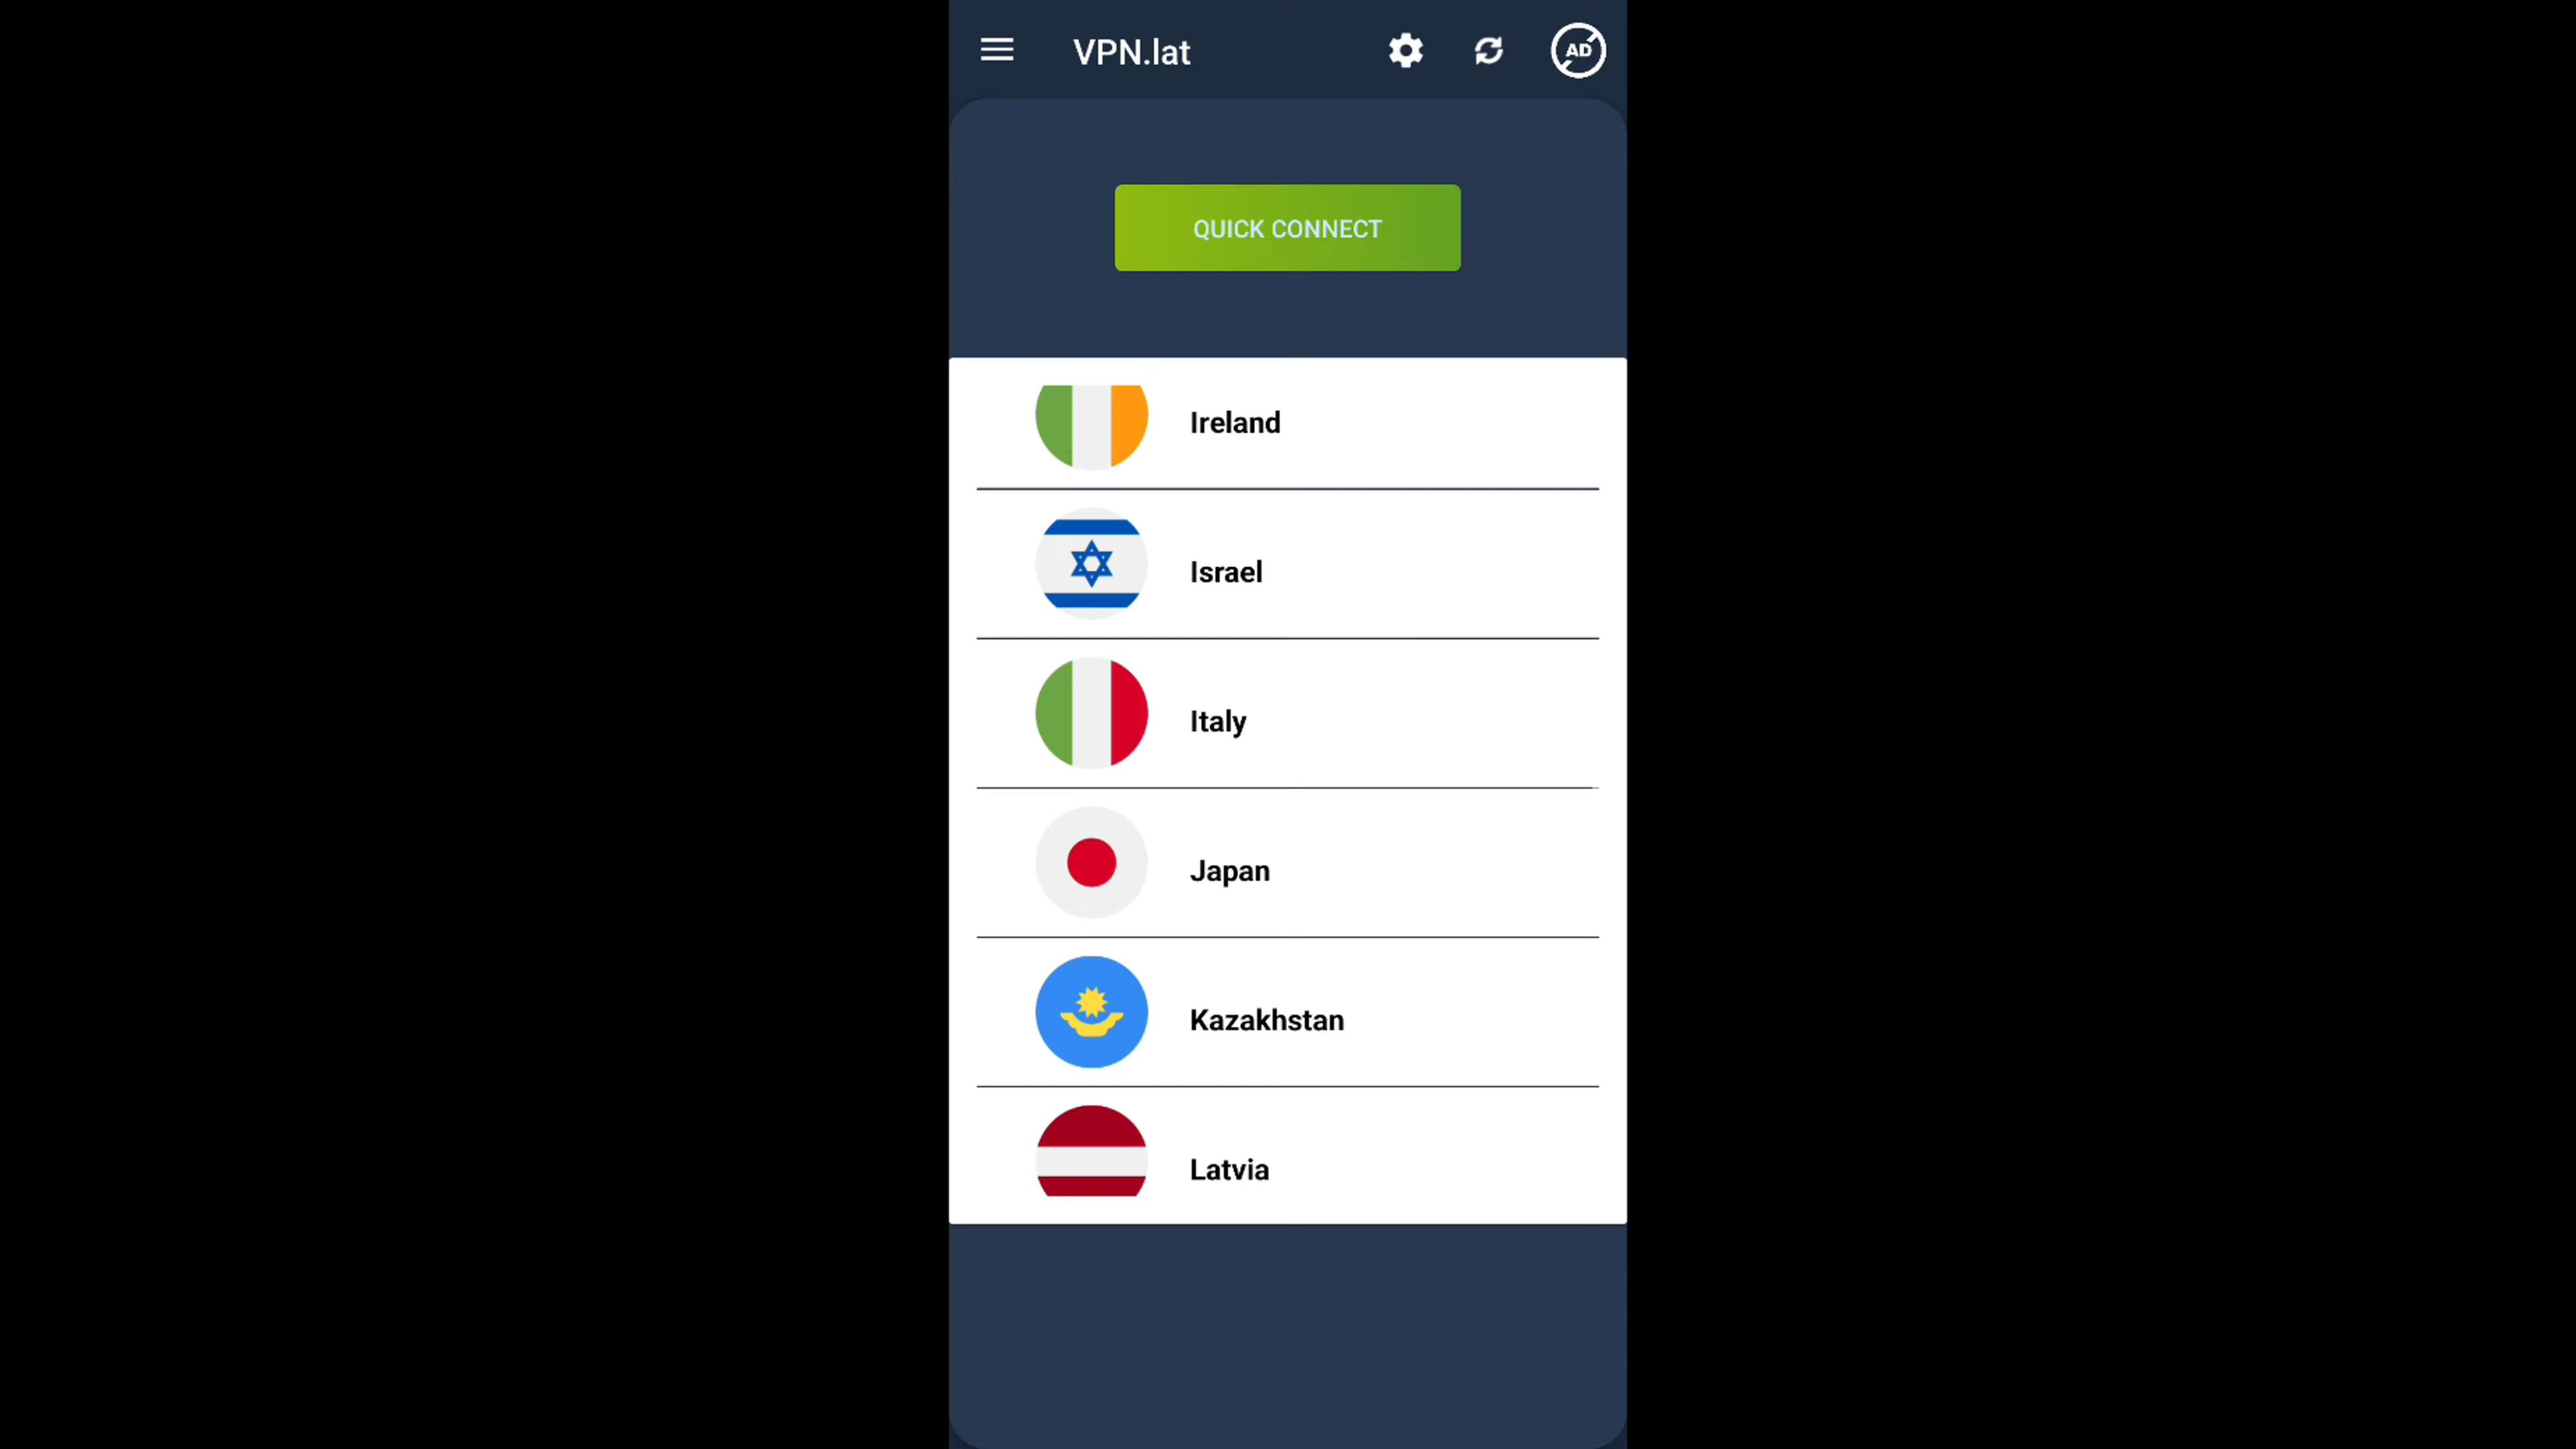 VPN.lat
AD
QUICK CONNECT
Ireland
Israel
Italy
Japan
Kazakhstan
Latvia